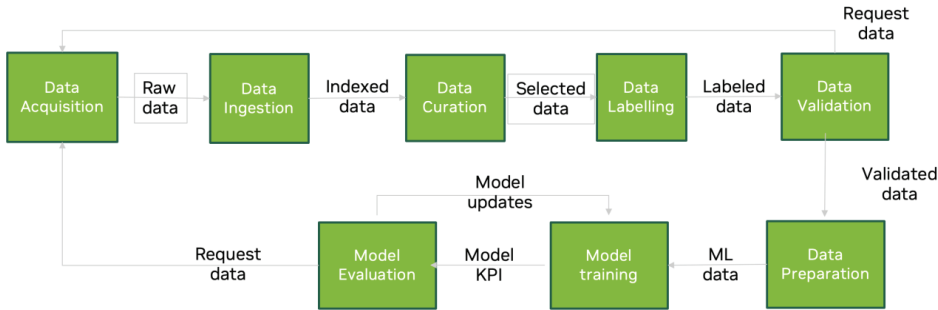 Request
data
Data
Acquisition
Raw
data
Data
Ingestion
Indexed
data
Data
Curation
Selected
data
Data
Labelling
Labeled
data
Data
Validation
Validated
data
Model
updates
Request
data
Model
Evaluation
Model
KPI
Model
training
ML
data
Data
Preparation